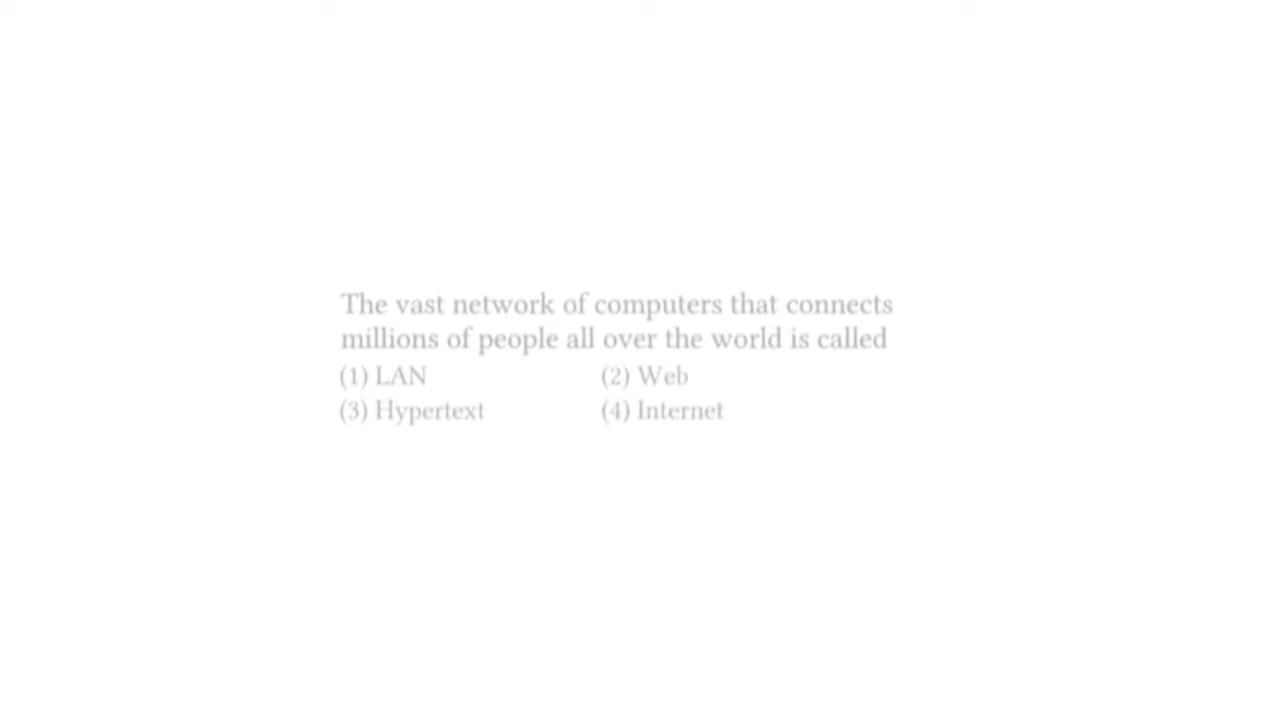 The vast network of computers that connects
millions of people all over the world is called
(1) LAN (2) Web
(3) Hypertext (4) Internet